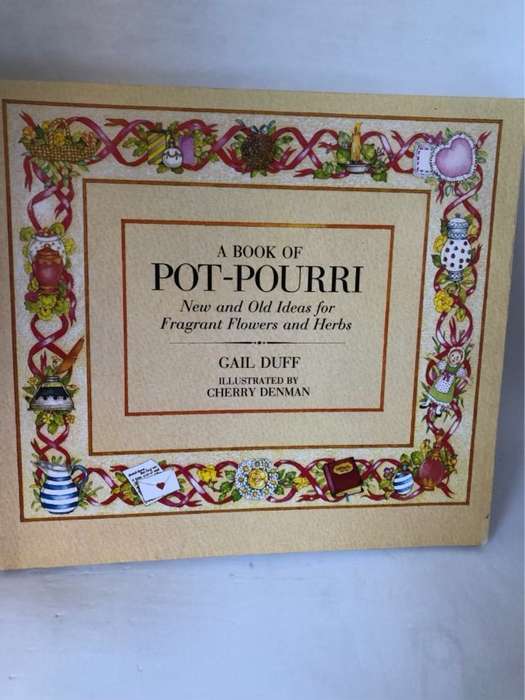 A BOOK OF
POT-POURRI
New and Old Ideas for
Fragrant Flowers and Herbs
GAIL DUFF
ILLUSTRATED BY
CHERRY DENMAN